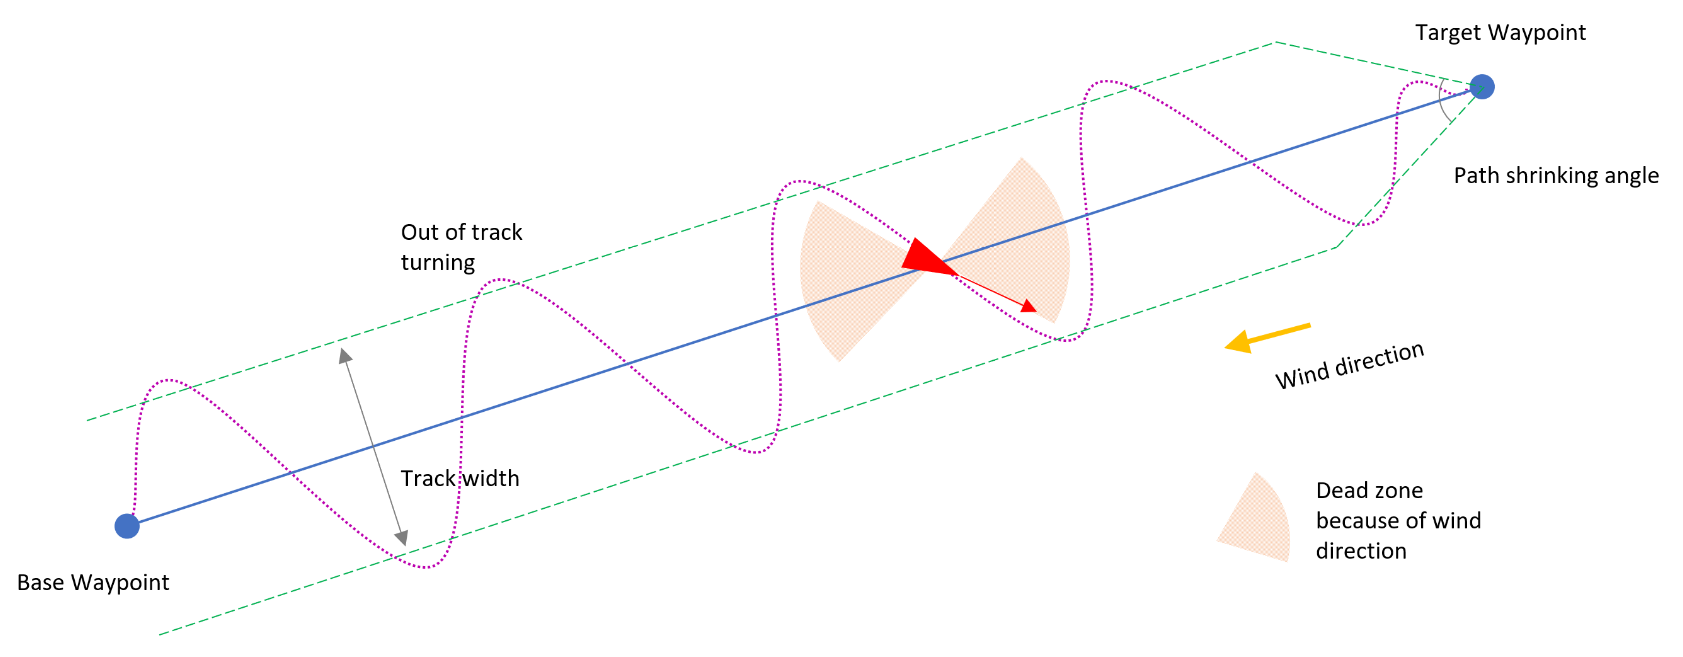 Target Waypoint
Path shrinking angle
Out of track
turning
Wind direction
Track width
Dead zone
because of wind
direction
Base Waypoint